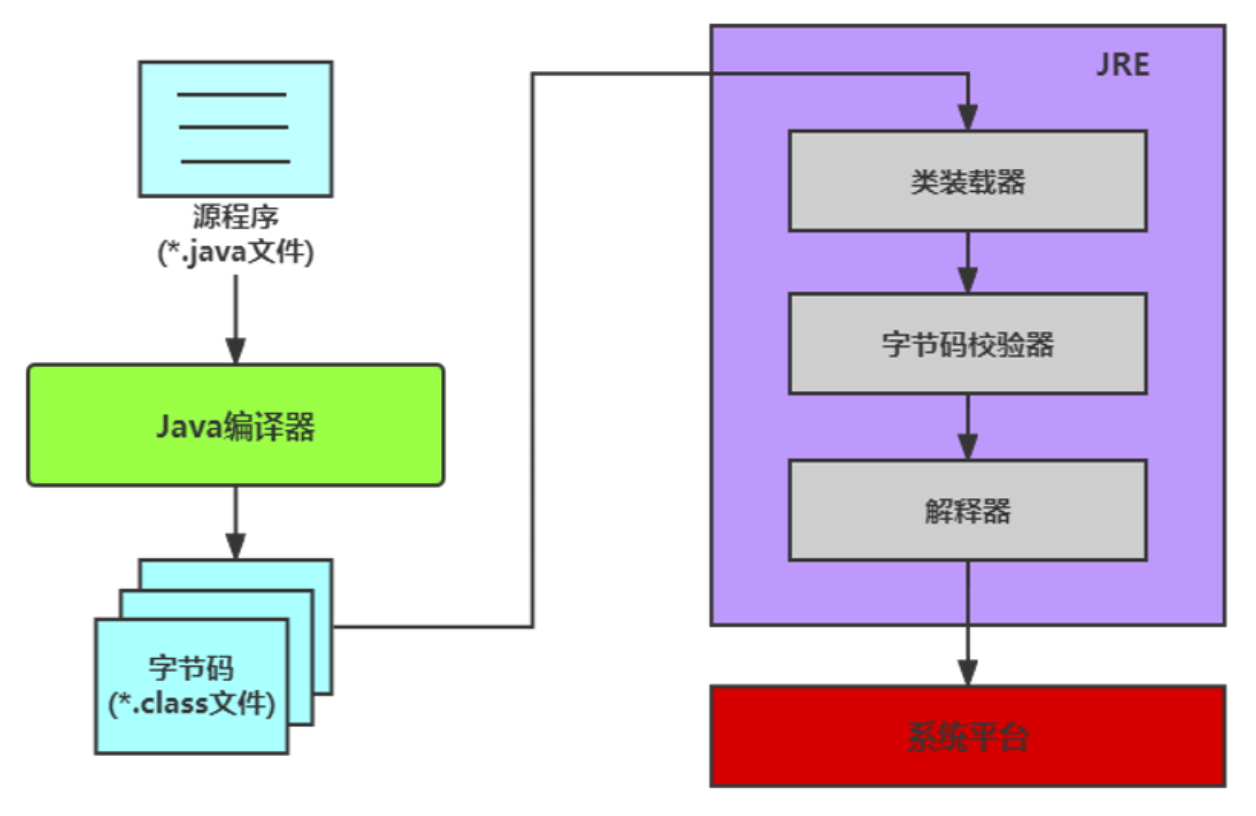 源程序
(*.java文件)
Java编译器
字节码
(*.class文件)
JRE
类装载器
字节码校验器
解释器
系统平台